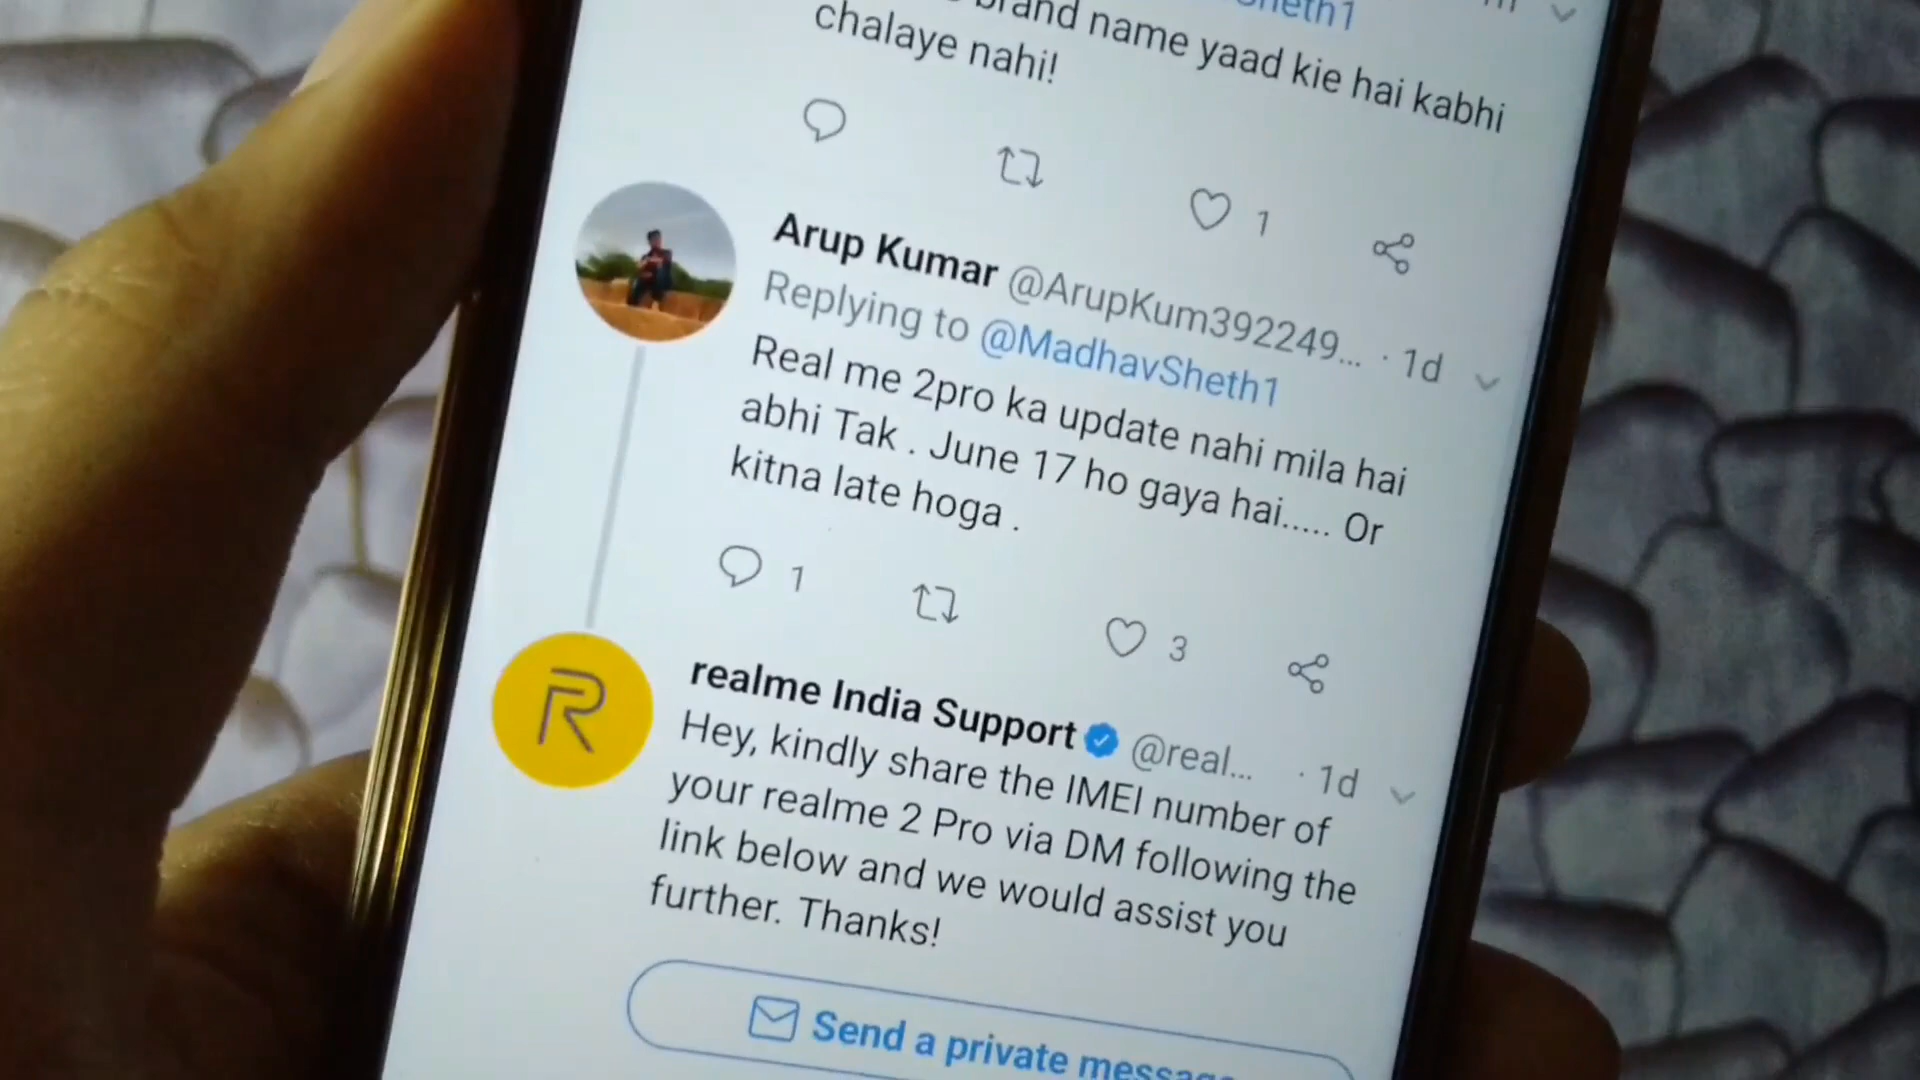 brand name yaad kie hai kabhi
chalaye nahi!
1
Arup Kumar @ArupKum392249... · 1d
Replying to @MadhavSheth1
Real me 2pro ka update nahi mila hai
abhi Tak . June 17 ho gaya hai..... Or
kitna late hoga .
1
3
realme India Support @real... · 1d
Hey, kindly share the IMEI number of
your realme 2 Pro via DM following the
link below and we would assist you
further. Thanks!
Send a private message